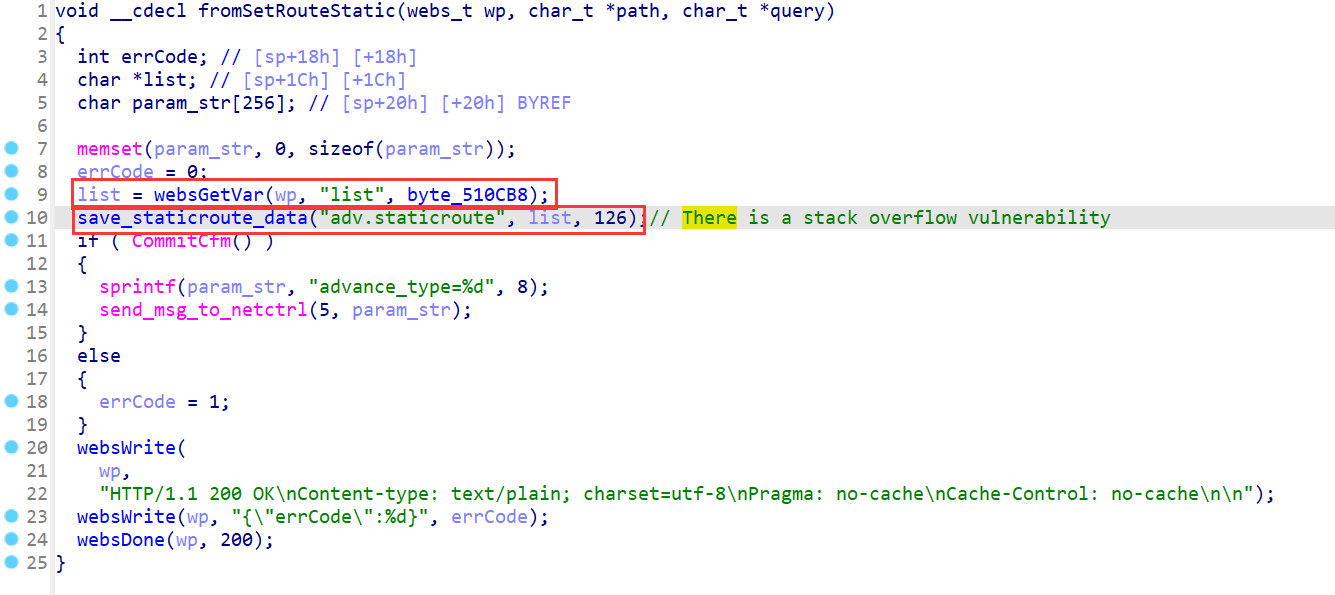 1 void __cdecl fromSetRouteStatic(webs_t wp, char_t *path, char_t *query)
2 {
3 int errCode; // [sp+18h] [+18h]
4 char *list; // [sp+1Ch] [+1Ch]
5 char param_str[256]; // [sp+20h] [+20h] BYREF
6
7 memset(param_str, 0, sizeof(param_str));
8 errCode = 0;
9 list = websGetVar(wp, "list", byte_510CB8);
10 save_staticroute_data("adv.staticroute", list, 126);// There is a stack overflow vulnerability
11 if ( CommitCfm() )
12 {
13 sprintf(param_str, "advance_type=%d", 8);
14 send_msg_to_netctrl(5, param_str);
15 }
16 else
17 {
18 errCode = 1;
19 }
20 websWrite(
21 wp,
22 "HTTP/1.1 200 OK\nContent-type: text/plain; charset=utf-8\nPragma: no-cache\nCache-Control: no-cache\n\n");
23 websWrite(wp, "{\"errCode\":%d}", errCode);
24 websDone(wp, 200);
25 }